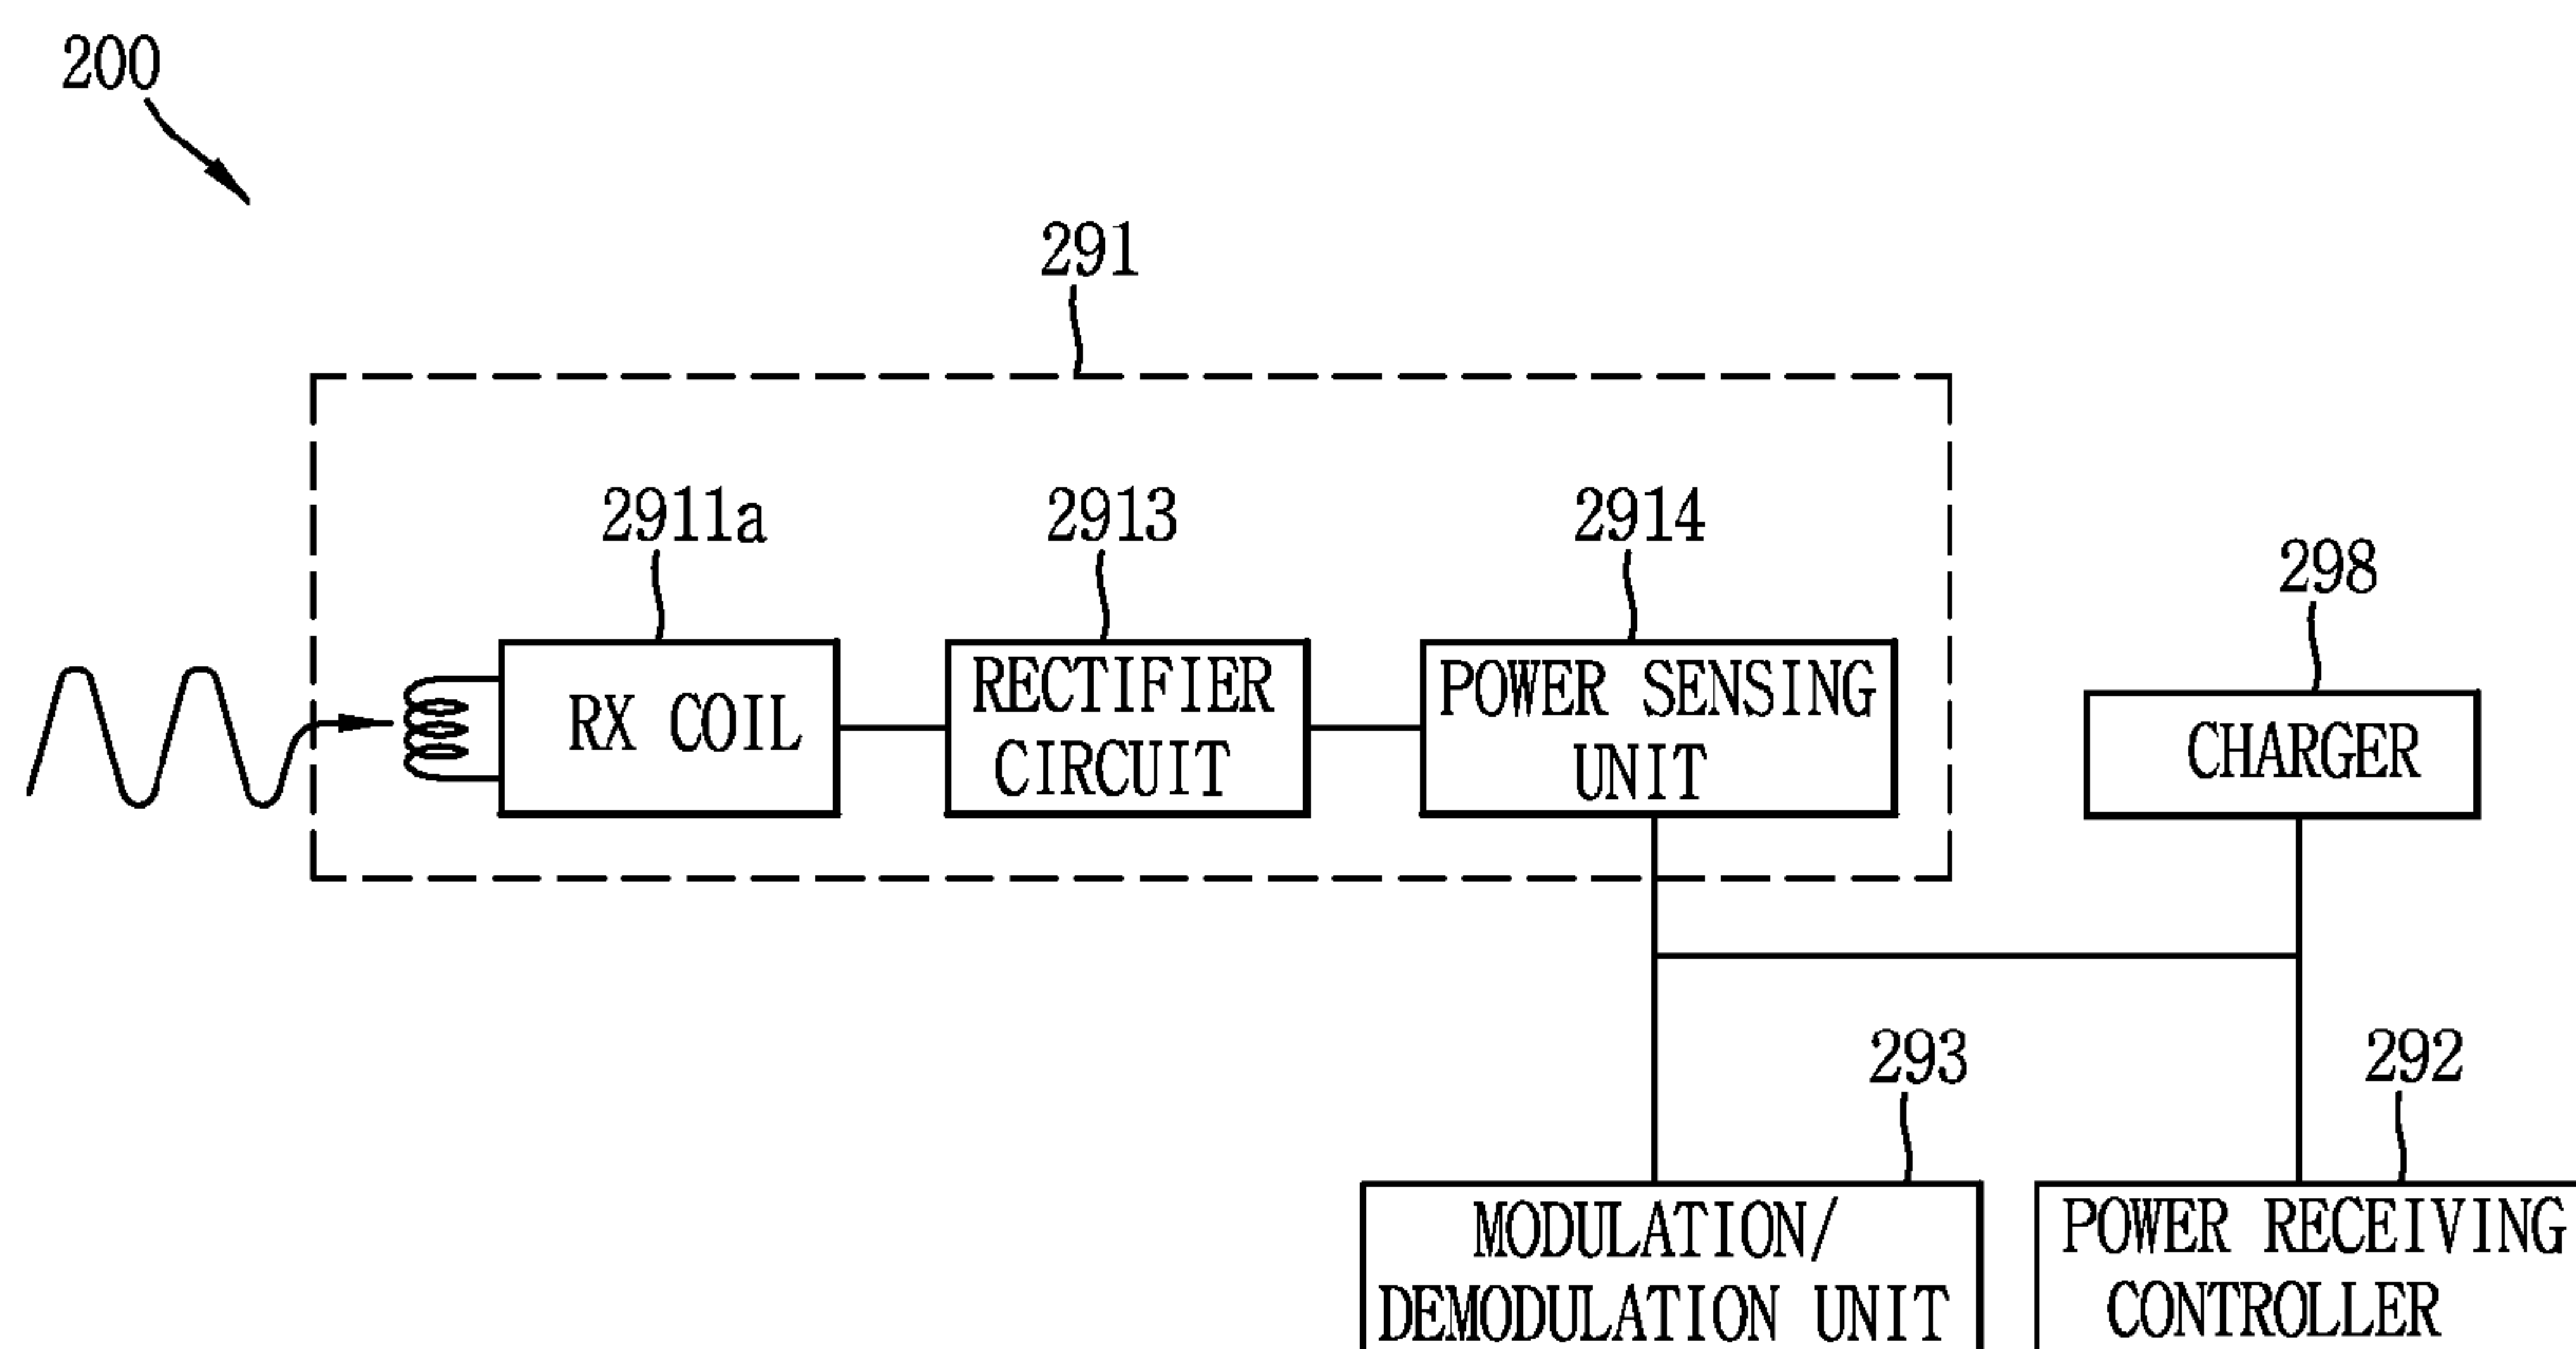 200
291
2911a
2913
2914
298
RX COIL
RECTIFIER
CIRCUIT
POWER SENSING
UNIT
CHARGER
293
292
MODULATION/
DEMODULATION UNIT
POWER RECEIVING
CONTROLLER